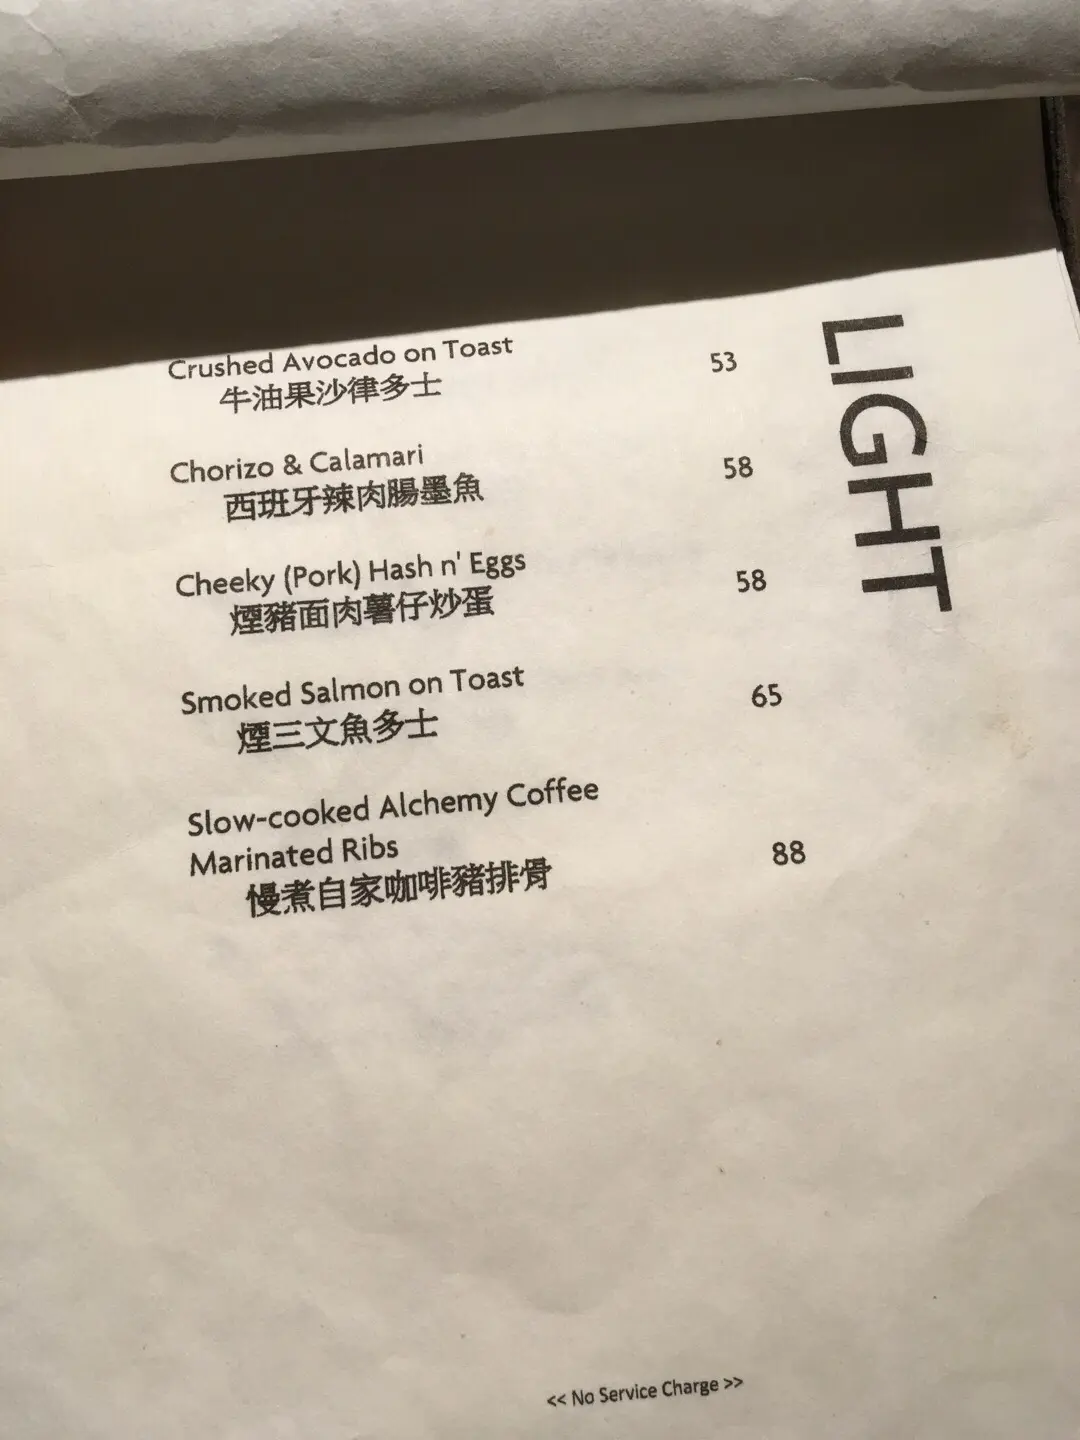 Crushed Avocado on Toast 53
牛油果沙律多士
Chorizo & Calamari 58
西班牙辣肉腸墨魚
Cheeky (Pork) Hash n' Eggs 58
煙豬面肉薯仔炒蛋
Smoked Salmon on Toast 65
煙三文魚多士
Slow-cooked Alchemy Coffee
Marinated Ribs 88
慢煮自家咖啡豬排骨
LIGHT
<< No Service Charge >>